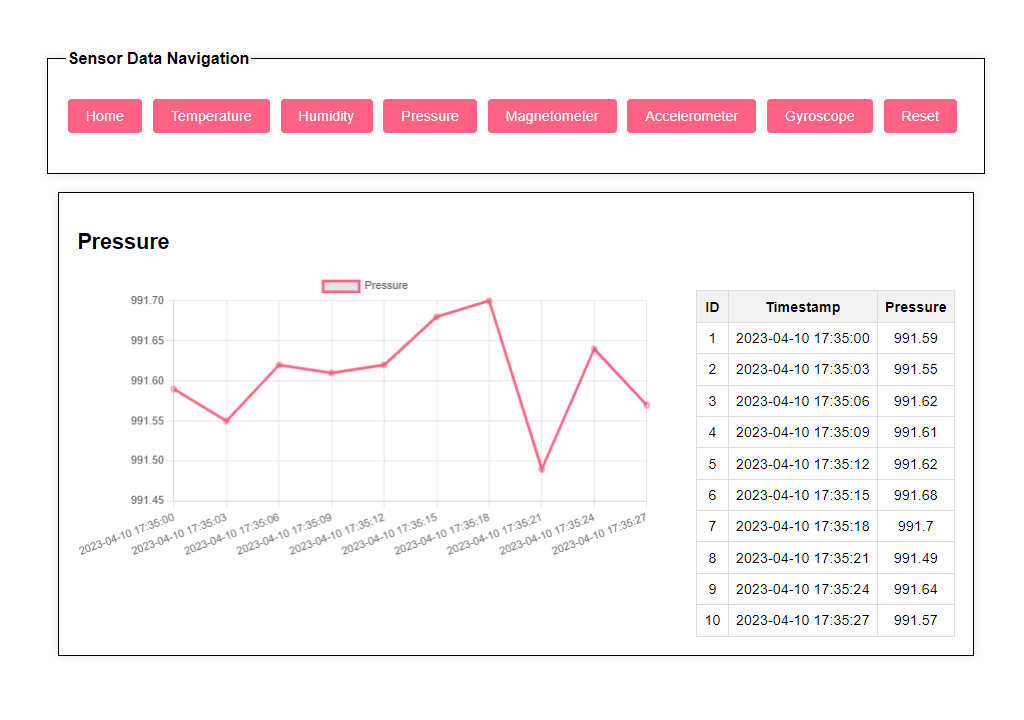 Sensor Data Navigation
Home Temperature Humidity Pressure Magnetometer Accelerometer Gyroscope Reset
Pressure
Pressure
991.70
991.65
991.60
991.55
991.50
991.45
2023-04-10 17:35:00
2023-04-10 17:35:03
2023-04-10 17:35:06
2023-04-10 17:35:09
2023-04-10 17:35:12
2023-04-10 17:35:15
2023-04-10 17:35:18
2023-04-10 17:35:21
2023-04-10 17:35:24
2023-04-10 17:35:27
ID Timestamp Pressure
1 2023-04-10 17:35:00 991.59
2 2023-04-10 17:35:03 991.55
3 2023-04-10 17:35:06 991.62
4 2023-04-10 17:35:09 991.61
5 2023-04-10 17:35:12 991.62
6 2023-04-10 17:35:15 991.68
7 2023-04-10 17:35:18 991.7
8 2023-04-10 17:35:21 991.49
9 2023-04-10 17:35:24 991.64
10 2023-04-10 17:35:27 991.57